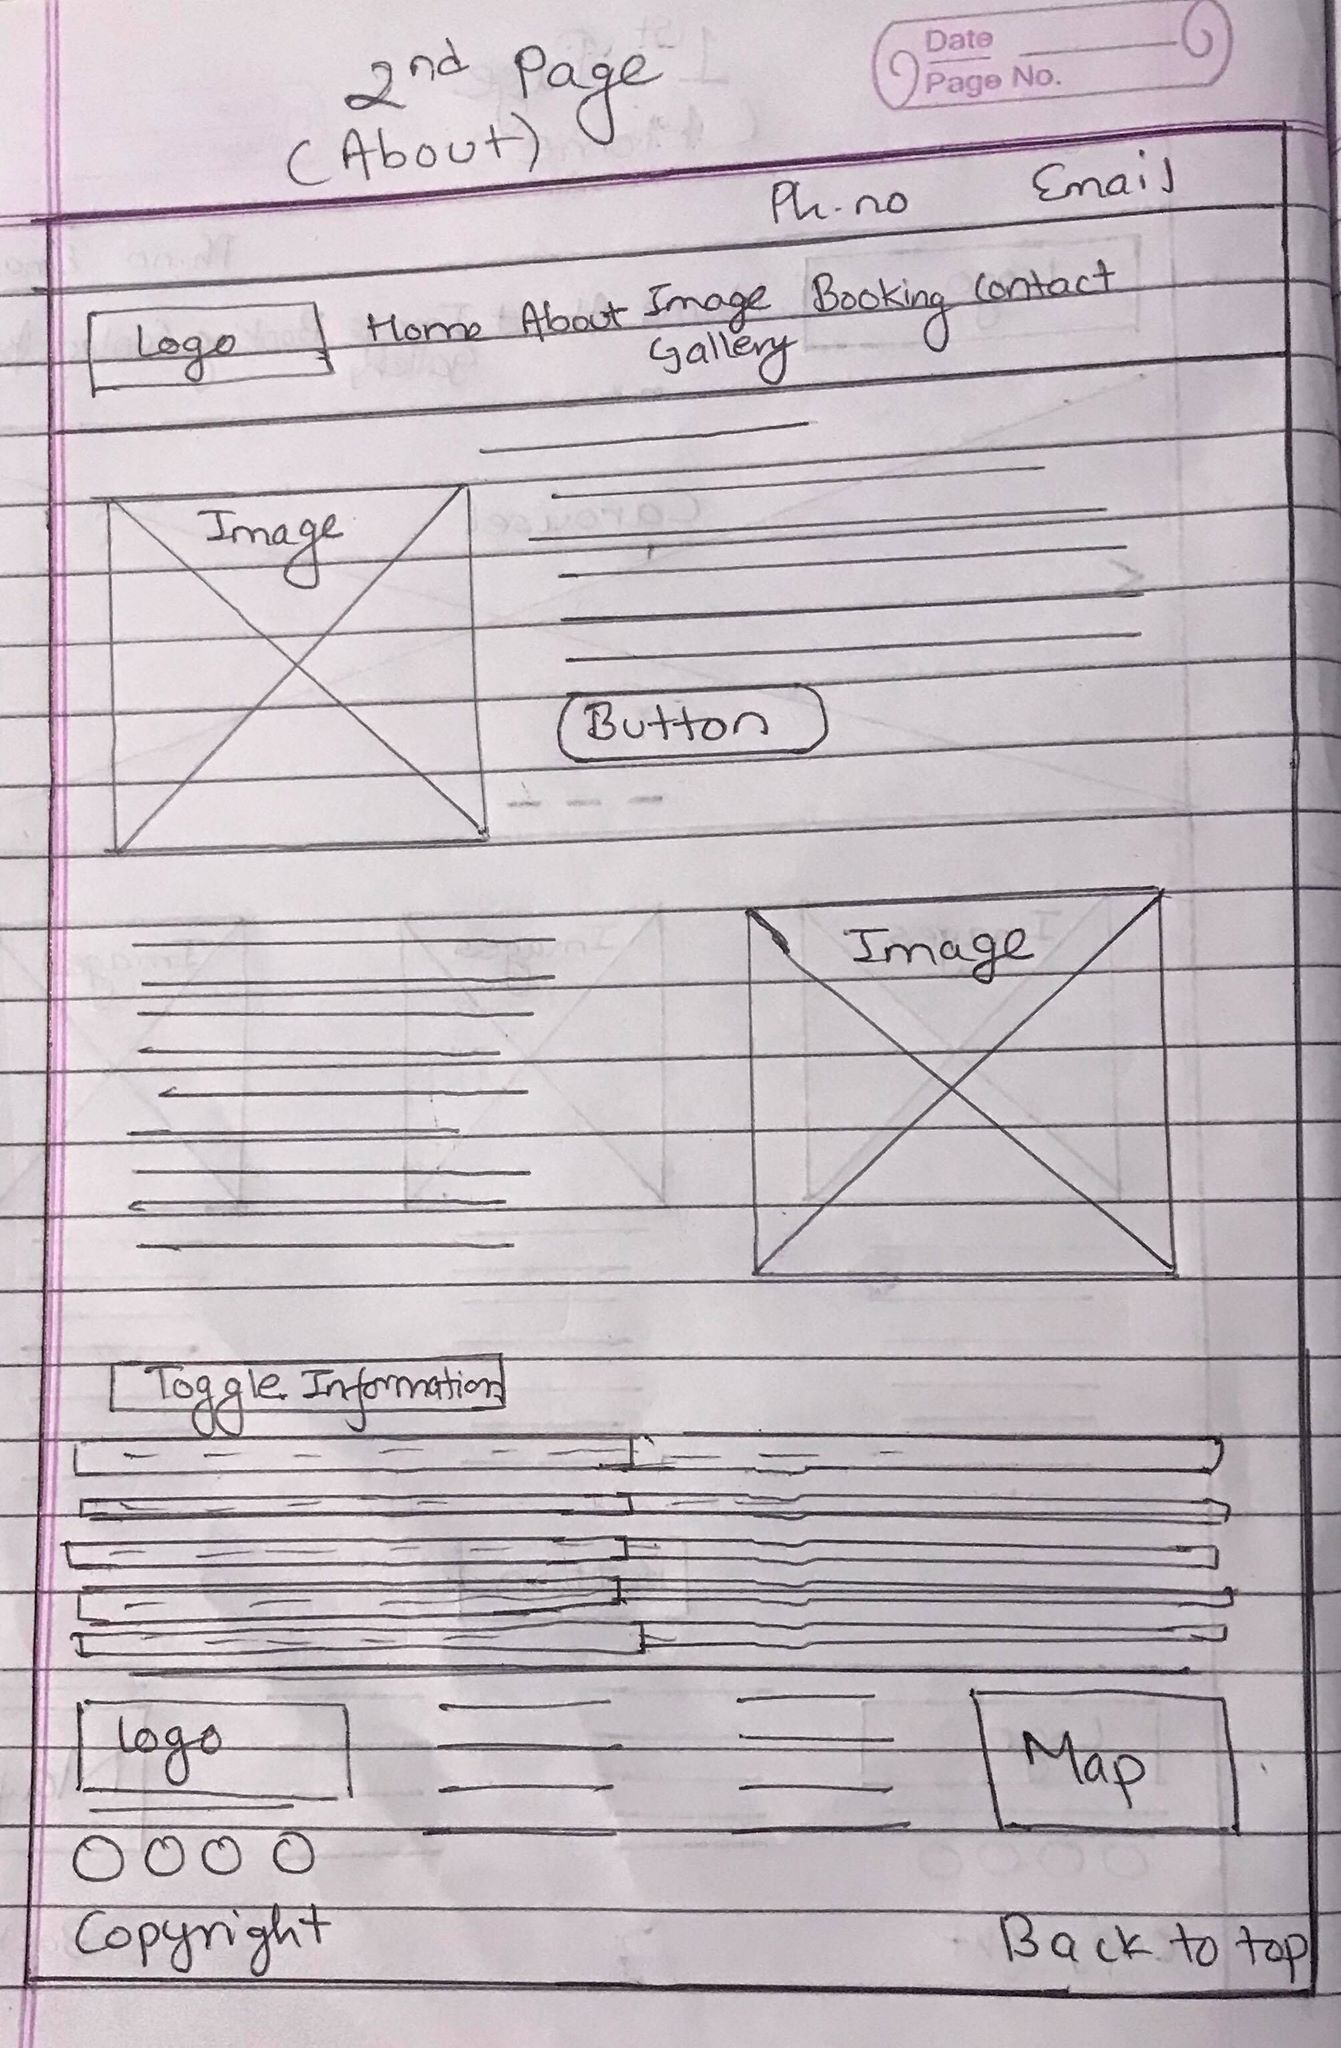 Date
Page No.
2nd Page
(About)
Ph.no Email
Logo Home About Image Gallery Booking Contact
Image
Button
Image
Toggle Information
Logo
Map
Copyright Back to top